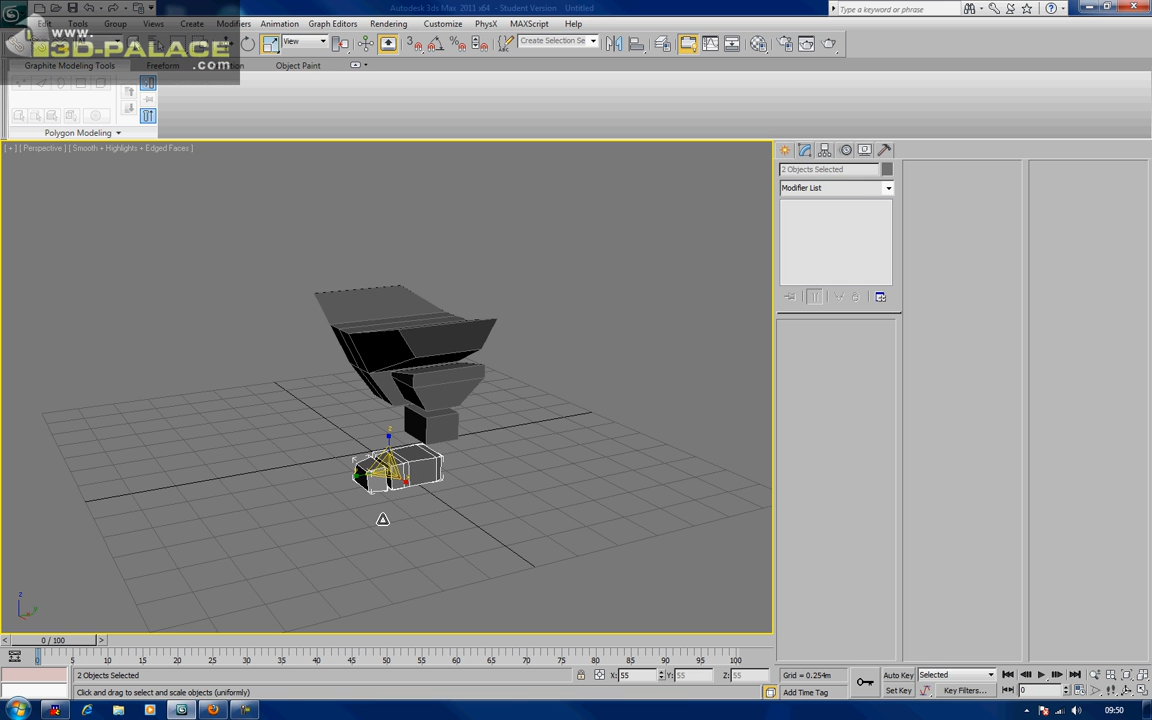 Autodesk 3ds Max 2011 x64 - Student Version Untitled
Type a keyword or phrase
Tools Group Views Create Modifiers Animation Graph Editors Rendering Customize PhysX MAXScript Help
www.
3D-PALACE
.com
View
Create Selection Se
Graphite Modeling Tools Freeform Object Paint
Polygon Modeling
[ + ] [ Perspective ] [ Smooth + Highlights + Edged Faces ]
2 Objects Selected
Modifier List
z
z
0 / 100
0 5 10 15 20 25 30 35 40 45 50 55 60 65 70 75 80 85 90 95 100
2 Objects Selected X: 55 Y: 55 Z: 55 Grid = 0.254m Auto Key Selected
Click and drag to select and scale objects (uniformly) Add Time Tag Set Key Key Filters... 0
09:50